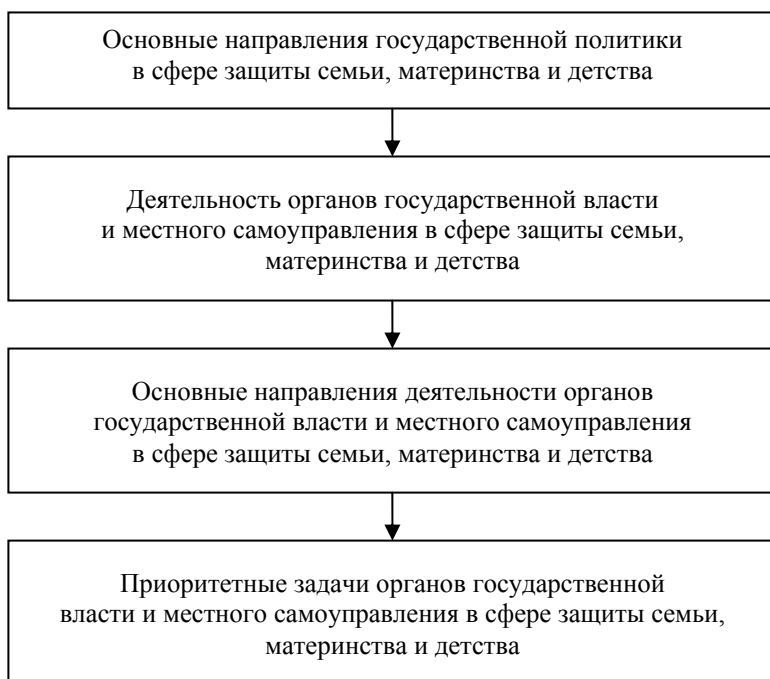 Основные направления государственной политики
в сфере защиты семьи, материнства и детства
Деятельность органов государственной власти
и местного самоуправления в сфере защиты семьи,
материнства и детства
Основные направления деятельности органов
государственной власти и местного самоуправления
в сфере защиты семьи, материнства и детства
Приоритетные задачи органов государственной
власти и местного самоуправления в сфере защиты семьи,
материнства и детства